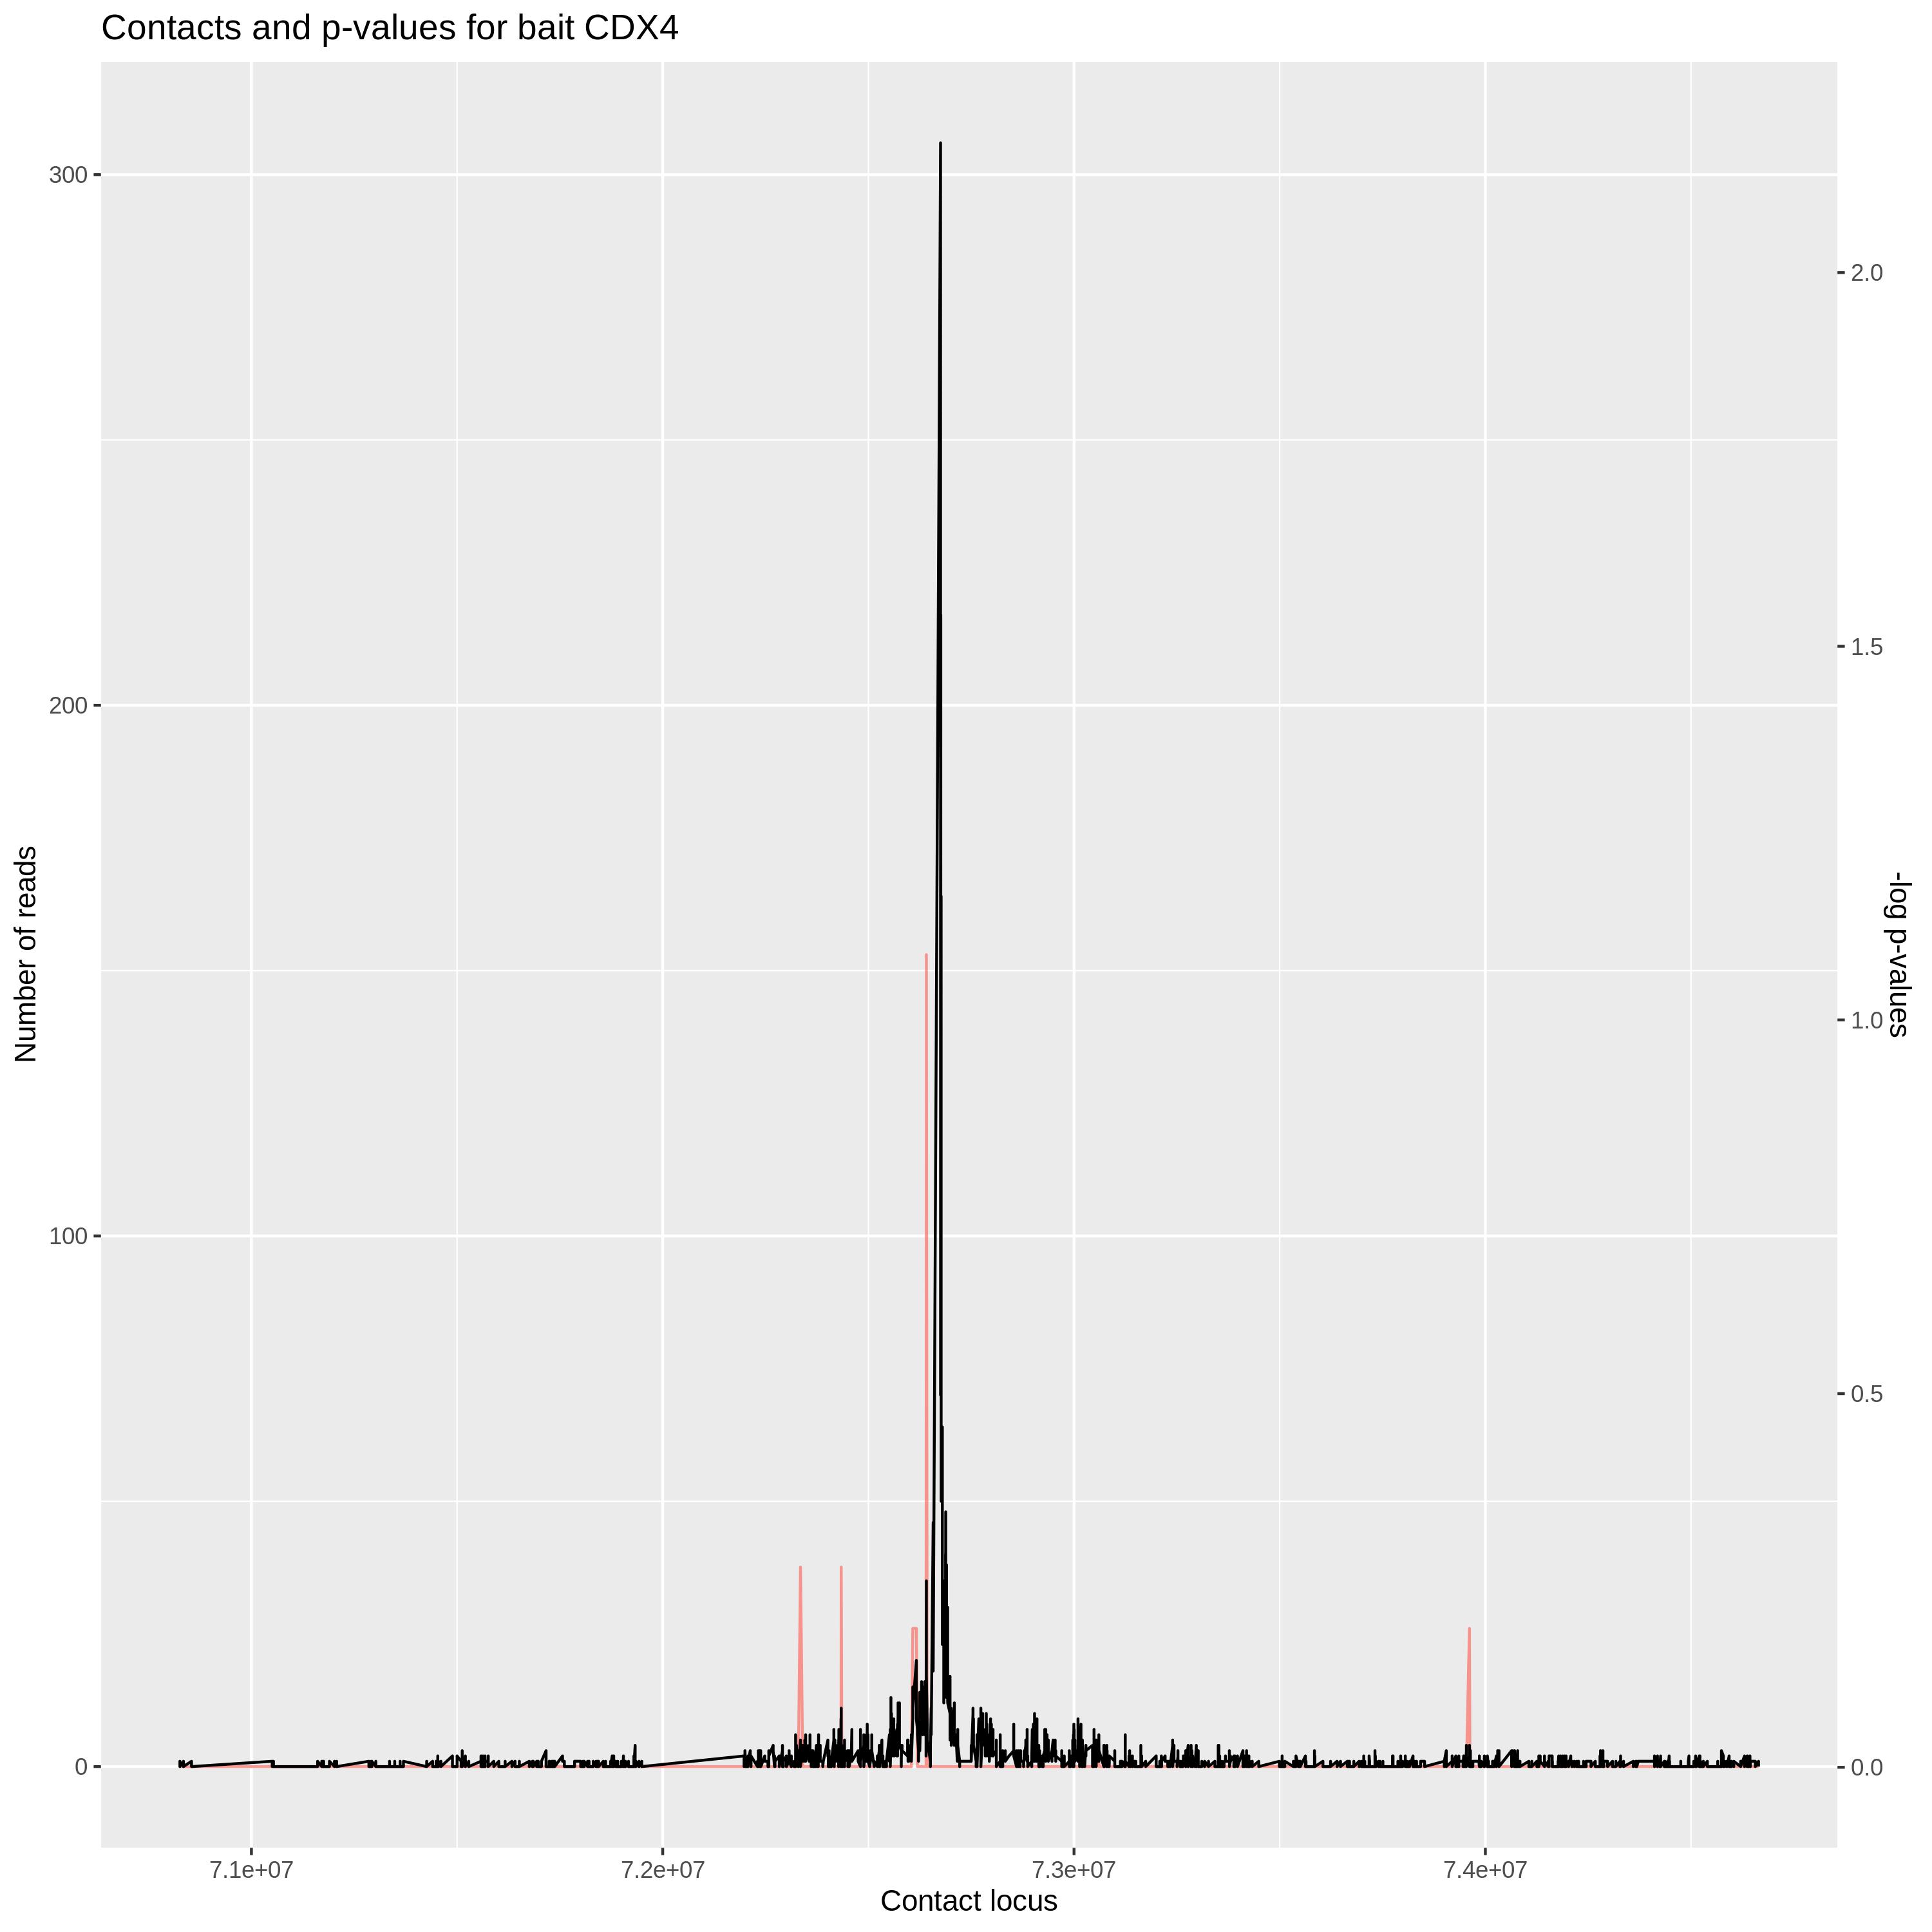 Contacts and p-values for bait CDX4
300
200
100
0
Number of reads
2.0
1.5
1.0
0.5
0.0
-log p-values
7.1e+07 7.2e+07 7.3e+07 7.4e+07
Contact locus